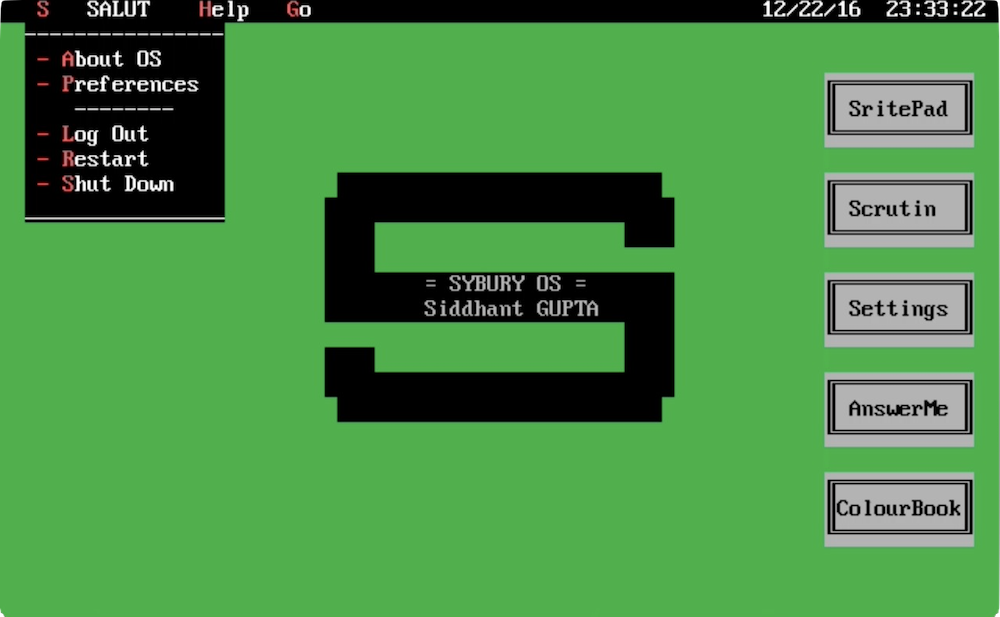 S SALUT Help Go 12/22/16 23:33:22
- About OS
- Preferences
--------
- Log Out
- Restart
- Shut Down
= SYBURY OS =
Siddhant GUPTA
SritePad
Scrutin
Settings
AnswerMe
ColourBook